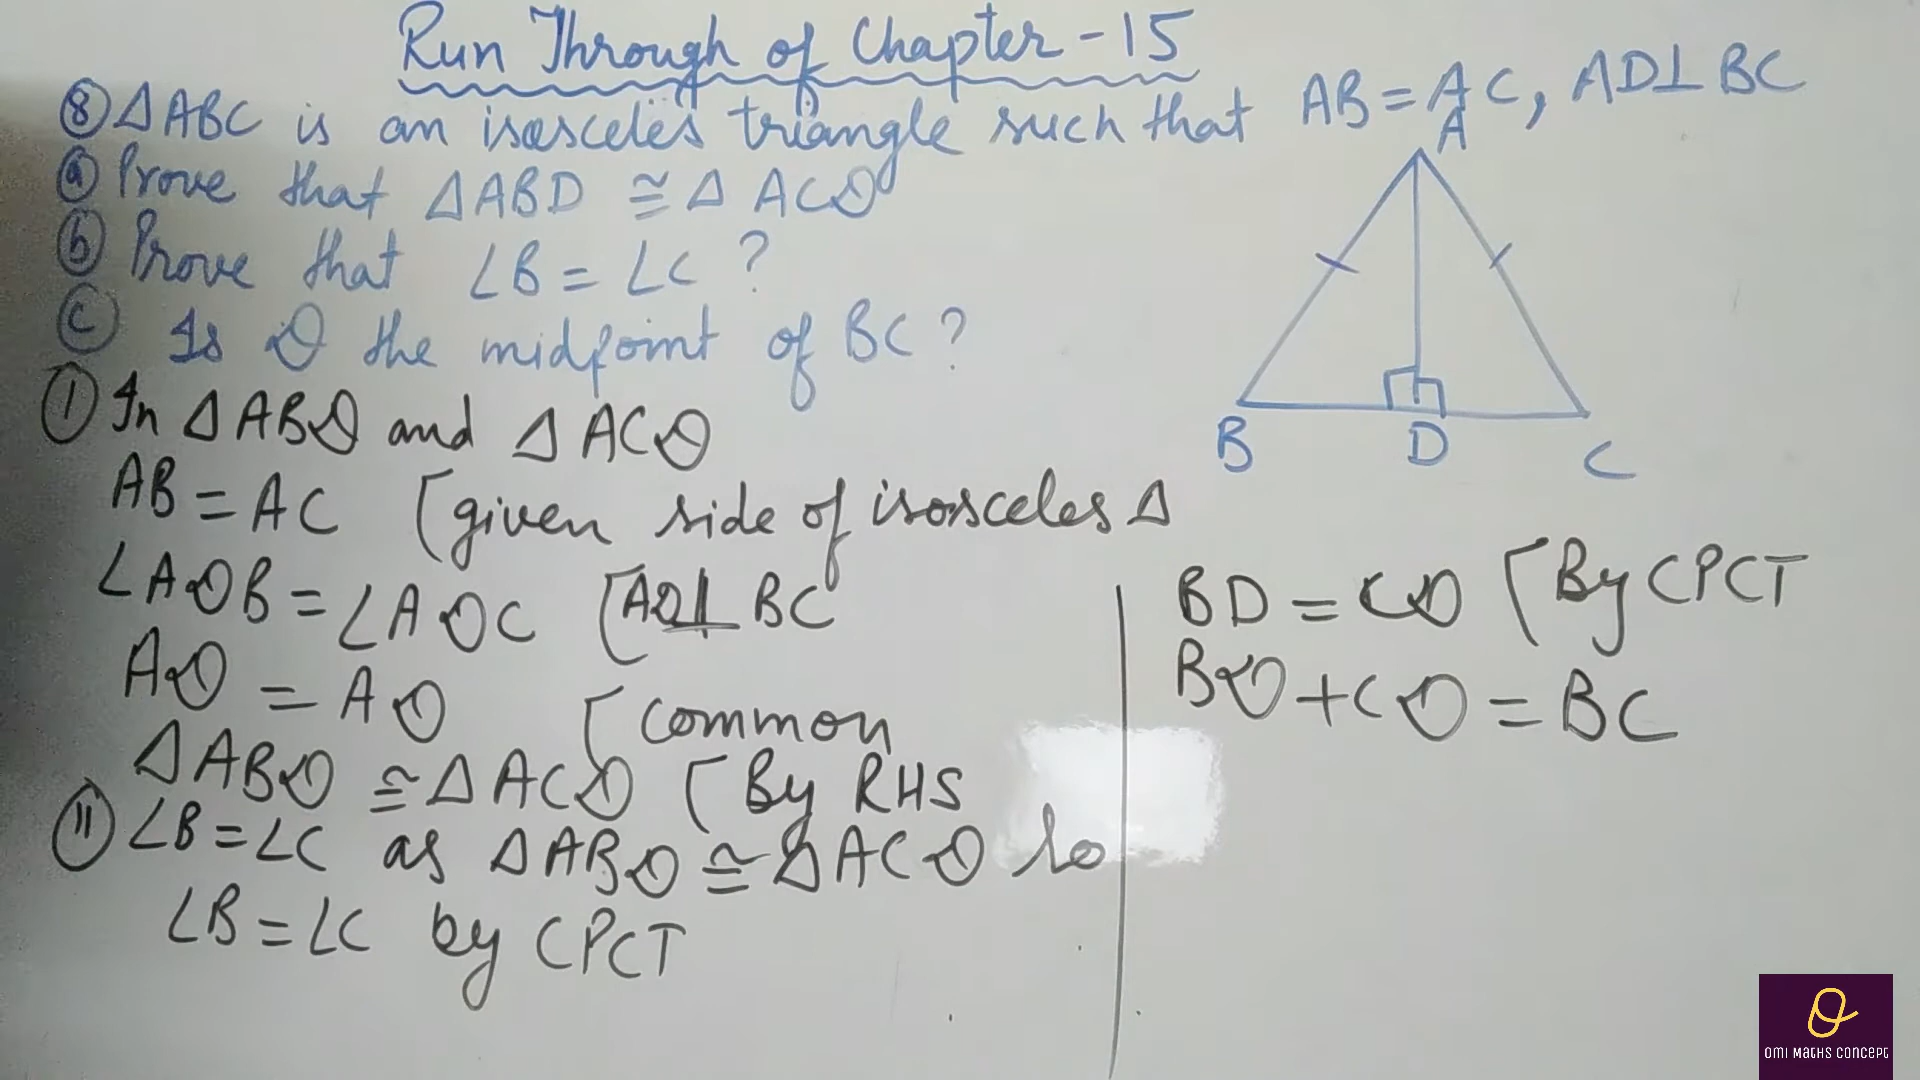 Run Through of Chapter-15
⑧ ΔABC is an isosceles triangle such that AB=AC, AD⊥BC
ⓐ Prove that ΔABD ≅ Δ ACD
ⓑ Prove that ∠B = ∠C ?
ⓒ Is D the midpoint of BC?
A
B D C
① In ΔABD and Δ ACD
AB = AC [given side of isosceles Δ
∠ADB = ∠ADC [AD⊥BC
AD = AD [common
ΔABD ≅ ΔACD [By RHS
⑪ ∠B=∠C as ΔABD ≅ ΔACD so
∠B=∠C by CPCT
BD = CD [By CPCT
BD+CD = BC
OMI MATHS CONCEPT